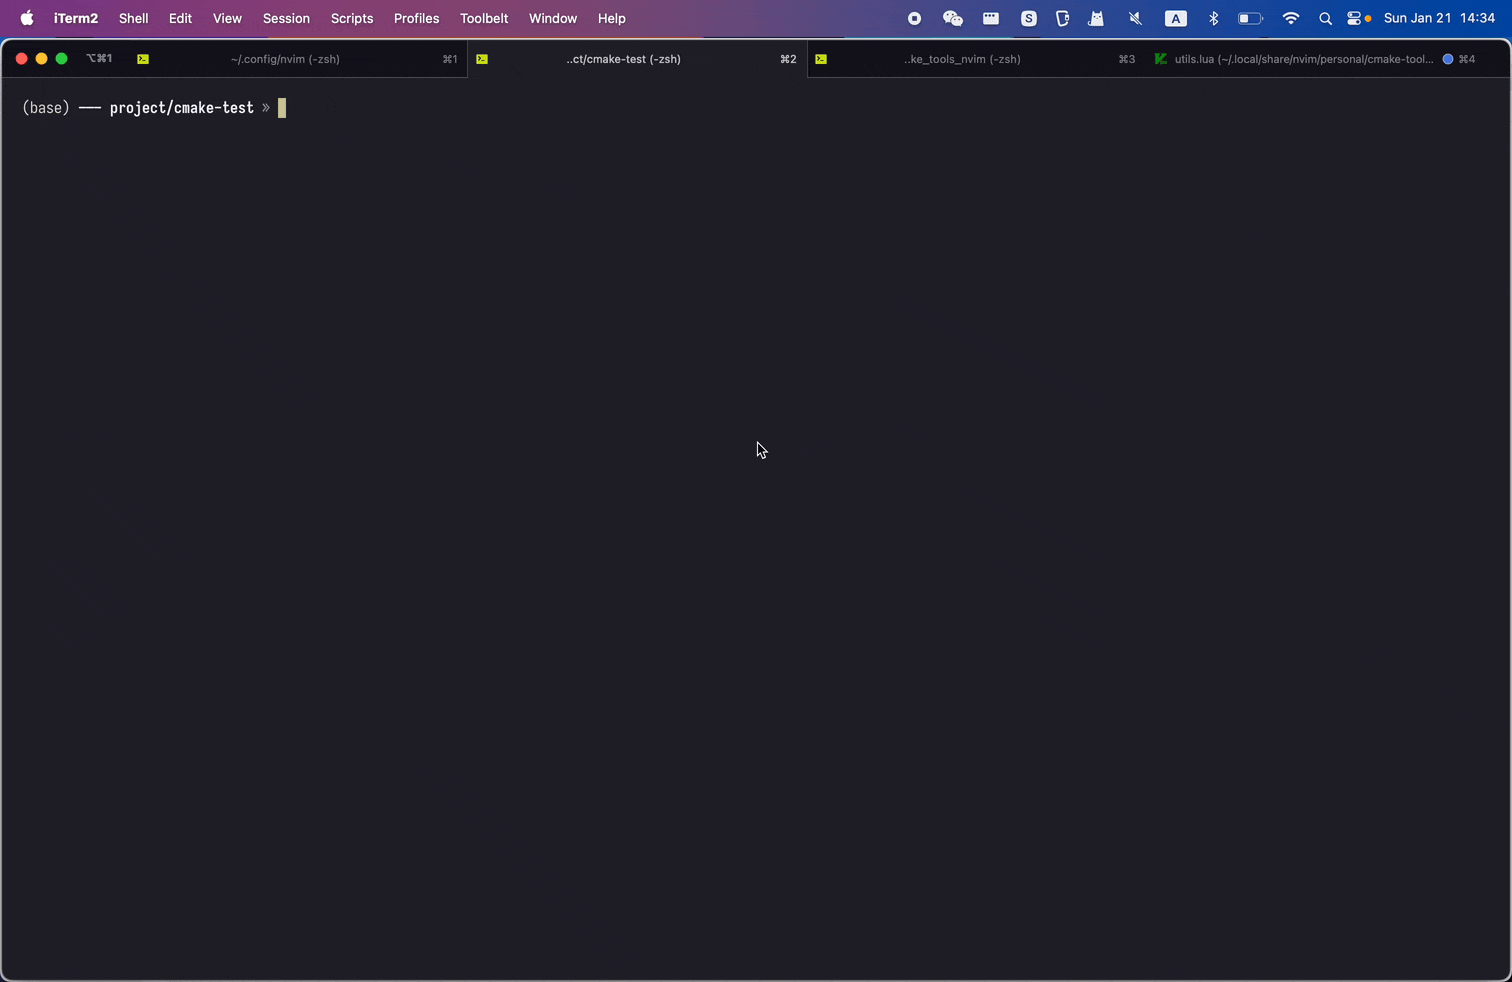 iTerm2 Shell Edit View Session Scripts Profiles Toolbelt Window Help S A Sun Jan 21 14:34
⌥⌘1 ~/.config/nvim (-zsh) ⌘1 ..ct/cmake-test (-zsh) ⌘2 ..ke_tools_nvim (-zsh) ⌘3 utils.lua (~/.local/share/nvim/personal/cmake-tool... ⌘4
(base) —— project/cmake-test »